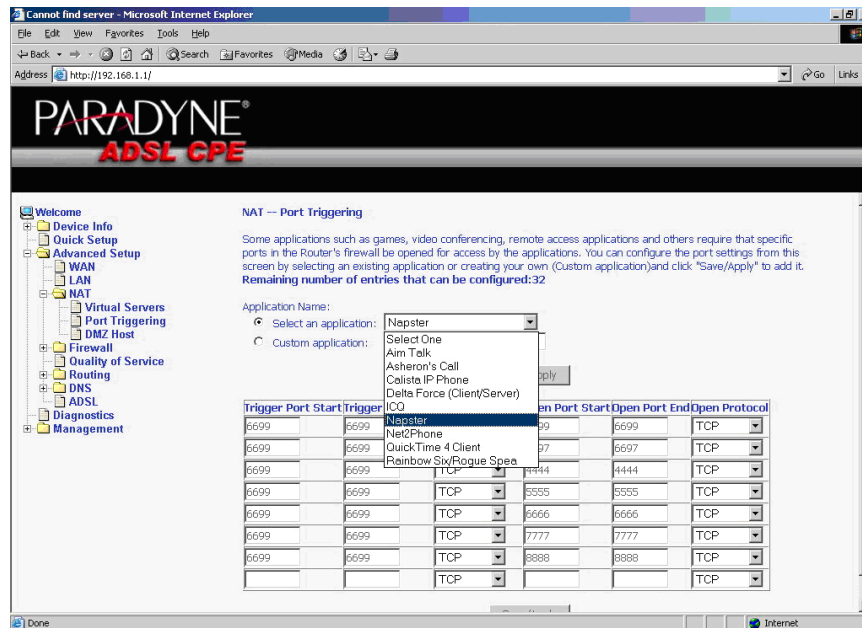 Cannot find server - Microsoft Internet Explorer
File Edit View Favorites Tools Help
Back Search Favorites Media
Address http://192.168.1.1/ Go Links
PARADYNE®
ADSL CPE
Welcome
Device Info
Quick Setup
Advanced Setup
WAN
LAN
NAT
Virtual Servers
Port Triggering
DMZ Host
Firewall
Quality of Service
Routing
DNS
ADSL
Diagnostics
Management
NAT -- Port Triggering
Some applications such as games, video conferencing, remote access applications and others require that specific
ports in the Router's firewall be opened for access by the applications. You can configure the port settings from this
screen by selecting an existing application or creating your own (Custom application)and click "Save/Apply" to add it.
Remaining number of entries that can be configured:32
Application Name:
Select an application: Napster
Custom application:
Select One
Aim Talk
Asheron's Call
Calista IP Phone
Delta Force (Client/Server)
ICQ
Napster
Net2Phone
QuickTime 4 Client
Rainbow Six/Rogue Spea
Trigger Port Start Trigger Port Start Open Port End Open Protocol
6699 6699 99 6699 TCP
6699 6699 97 6697 TCP
6699 6699 TCP 4444 4444 TCP
6699 6699 TCP 5555 5555 TCP
6699 6699 TCP 6666 6666 TCP
6699 6699 TCP 7777 7777 TCP
6699 6699 TCP 8888 8888 TCP
TCP TCP
Done Internet